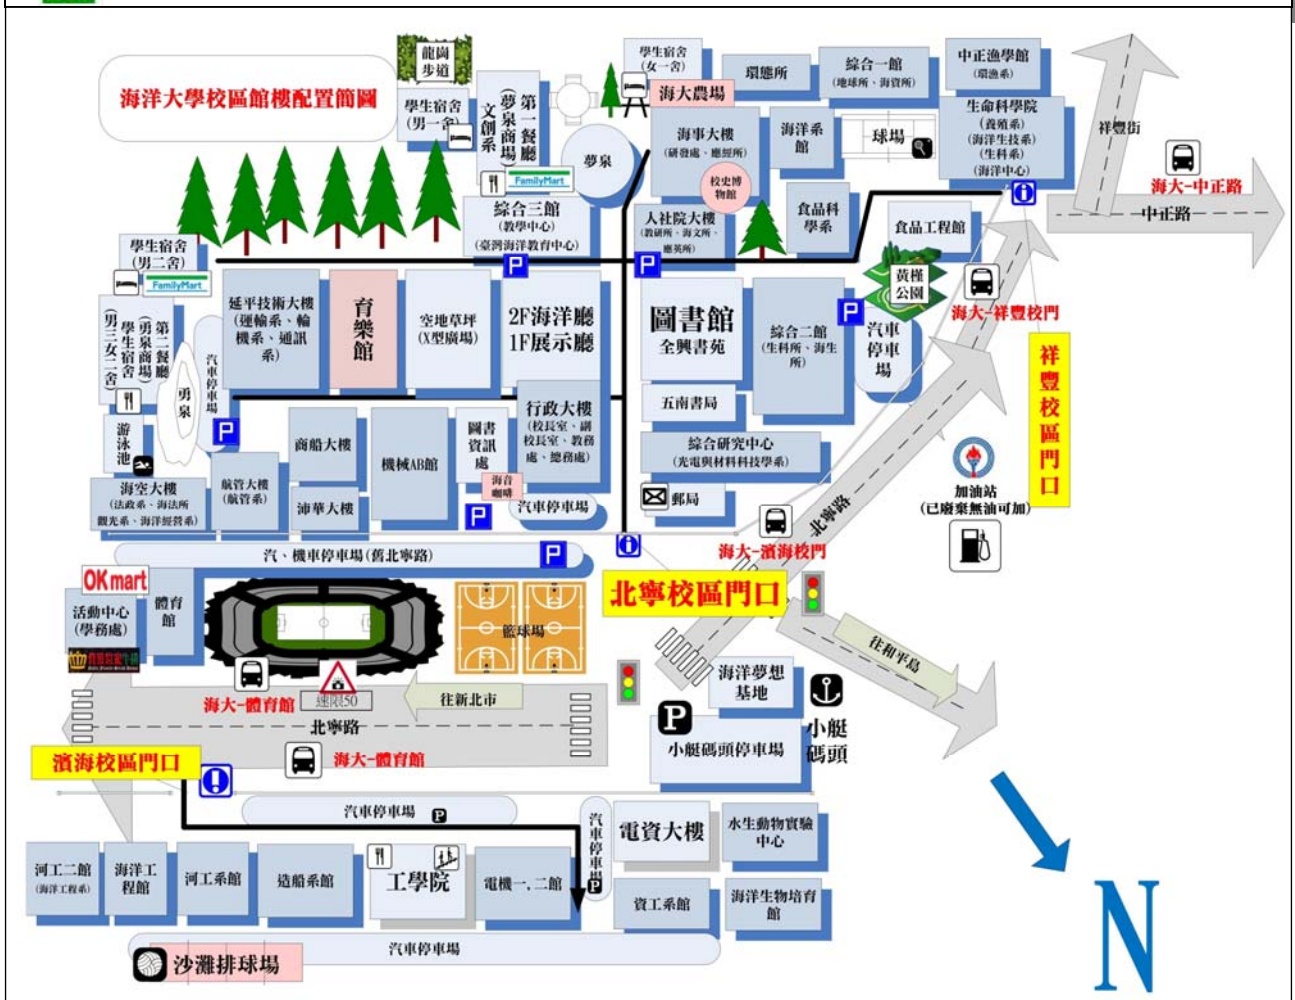 海洋大學校區館樓配置簡圖
龍崗
步道
學生宿舍
(男一舍)
第一餐廳
(夢泉商場)
文創系
FamilyMart
夢泉
學生宿舍
(女一舍)
海大農場
環態所
綜合一館
(地球所、海資所)
中正漁學館
(環漁系)
生命科學院
(養殖系)
(海洋生技系)
(生科系)
(海洋中心)
祥豐街
海大-中正路
中正路
海事大樓
(研發處、應經所)
校史博
物館
海洋系
館
球場
綜合三館
(教學中心)
(臺灣海洋教育中心)
人社院大樓
(教研所、海文所、
應英所)
食品科
學系
食品工程館
學生宿舍
(男二舍)
FamilyMart
黃槿
公園
海大-祥豐校門
第二餐廳
(勇泉商場)
學生宿舍
(男三女二舍)
勇泉
汽車停車場
延平技術大樓
(運輸系、輪
機系、通訊
系)
育樂館
空地草坪
(X型廣場)
2F海洋廳
1F展示廳
圖書館
全興書苑
綜合二館
(生科所、海生
所)
汽車
停車
場
祥豐校區門口
五南書局
行政大樓
(校長室、副
校長室、教務
處、總務處)
游泳池
商船大樓
機械AB館
圖書
資訊
處
海音
咖啡
綜合研究中心
(光電與材料科技學系)
海空大樓
(法政系、海法所
觀光系、海洋經營系)
航管大樓
(航管系)
沛華大樓
汽車停車場
郵局
加油站
(已廢棄無油可加)
北寧路
海大-濱海校門
汽、機車停車場(舊北寧路)
北寧校區門口
OKmart
活動中心
(學務處)
體育
館
籃球場
往和平島
海大-體育館
速限50
往新北市
北寧路
海洋夢想
基地
小艇
碼頭
小艇碼頭停車場
濱海校區門口
海大-體育館
汽車停車場
汽車停車場
電資大樓
水生動物實驗
中心
河工二館
(海洋工程系)
海洋工
程館
河工系館
造船系館
工學院
電機一,二館
資工系館
海洋生物培育
館
汽車停車場
沙灘排球場
N